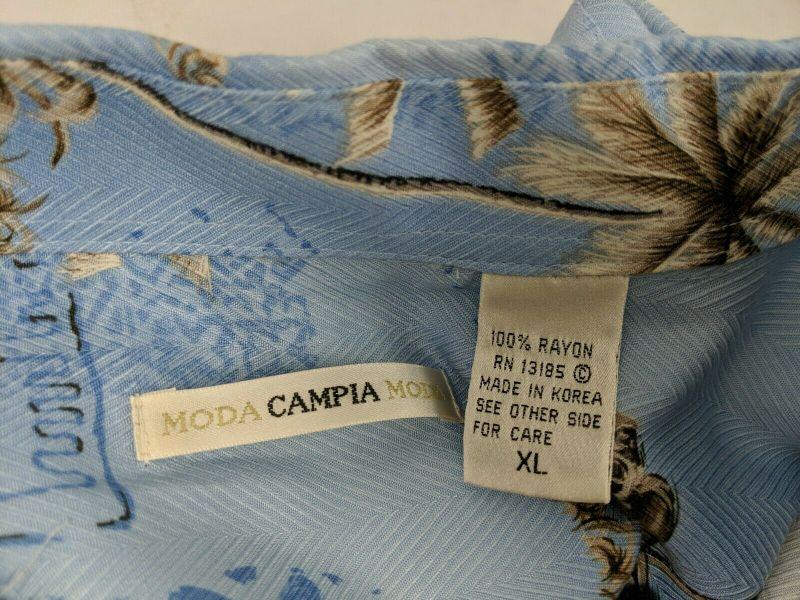 MODA CAMPIA MODA
100% RAYON
RN 13185 ©
MADE IN KOREA
SEE OTHER SIDE
FOR CARE
XL